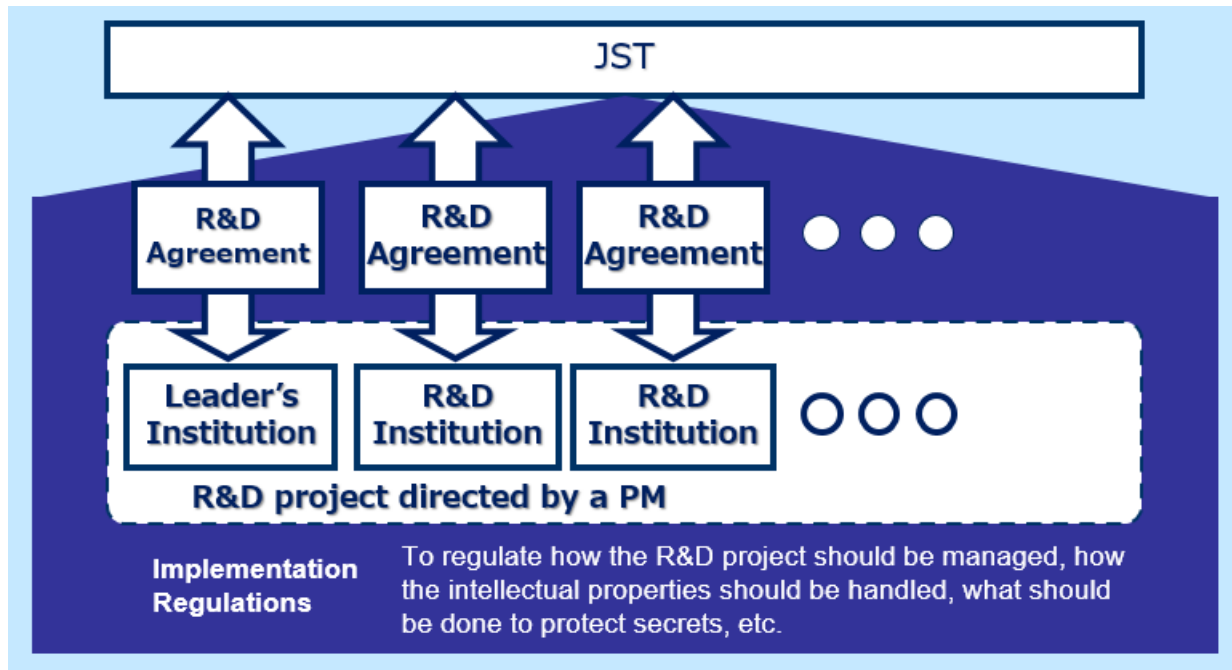 JST
R&D
Agreement
R&D
Agreement
R&D
Agreement
Leader's
Institution
R&D
Institution
R&D
Institution
R&D project directed by a PM
Implementation
Regulations
To regulate how the R&D project should be managed, how
the intellectual properties should be handled, what should
be done to protect secrets, etc.